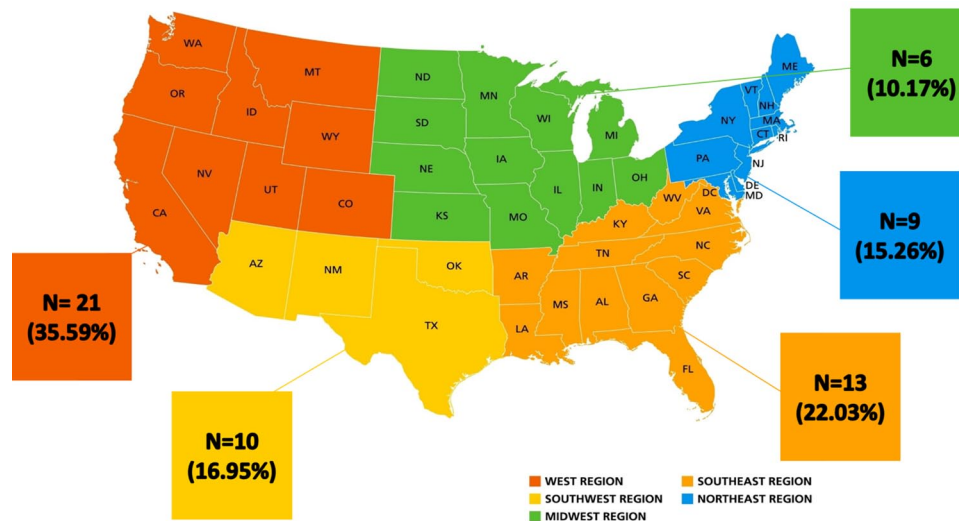 WA
MT
ND
MN
ME
OR
ID
WY
SD
WI
MI
NY
VT
NH
MA
CT
RI
NV
UT
CO
NE
IA
IL
IN
OH
PA
NJ
DE
MD
CA
KS
MO
KY
WV
DC
VA
AZ
NM
OK
AR
TN
NC
SC
TX
LA
MS
AL
GA
FL
N=6
(10.17%)
N=9
(15.26%)
N= 21
(35.59%)
N=13
(22.03%)
N=10
(16.95%)
WEST REGION
SOUTHWEST REGION
MIDWEST REGION
SOUTHEAST REGION
NORTHEAST REGION